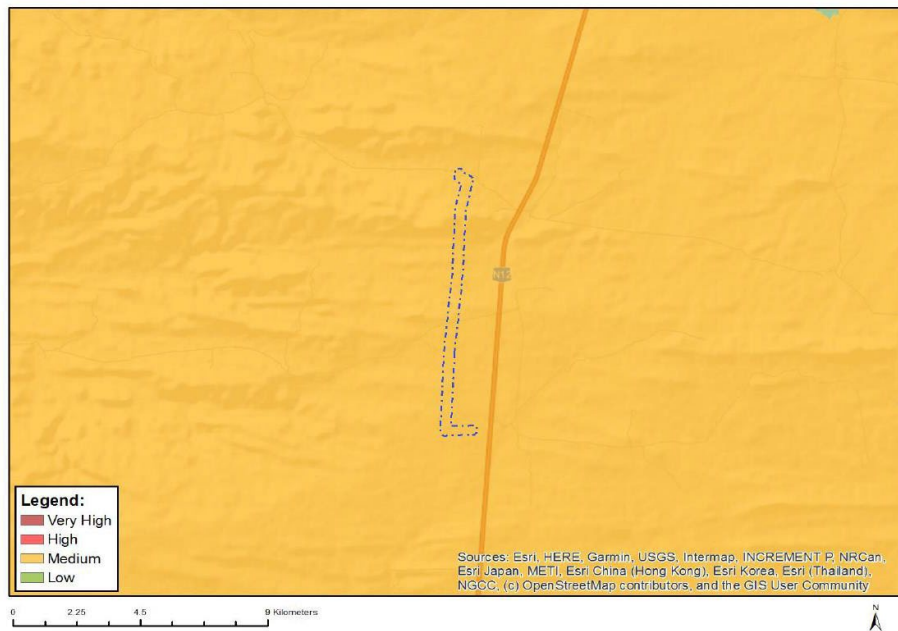 Legend:
Very High
High
Medium
Low
Sources: Esri, HERE, Garmin, USGS, Intermap, INCREMENT P, NRCan,
Esri Japan, METI, Esri China (Hong Kong), Esri Korea, Esri (Thailand),
NGCC, (c) OpenStreetMap contributors, and the GIS User Community
0 2.25 4.5 9 Kilometers
N